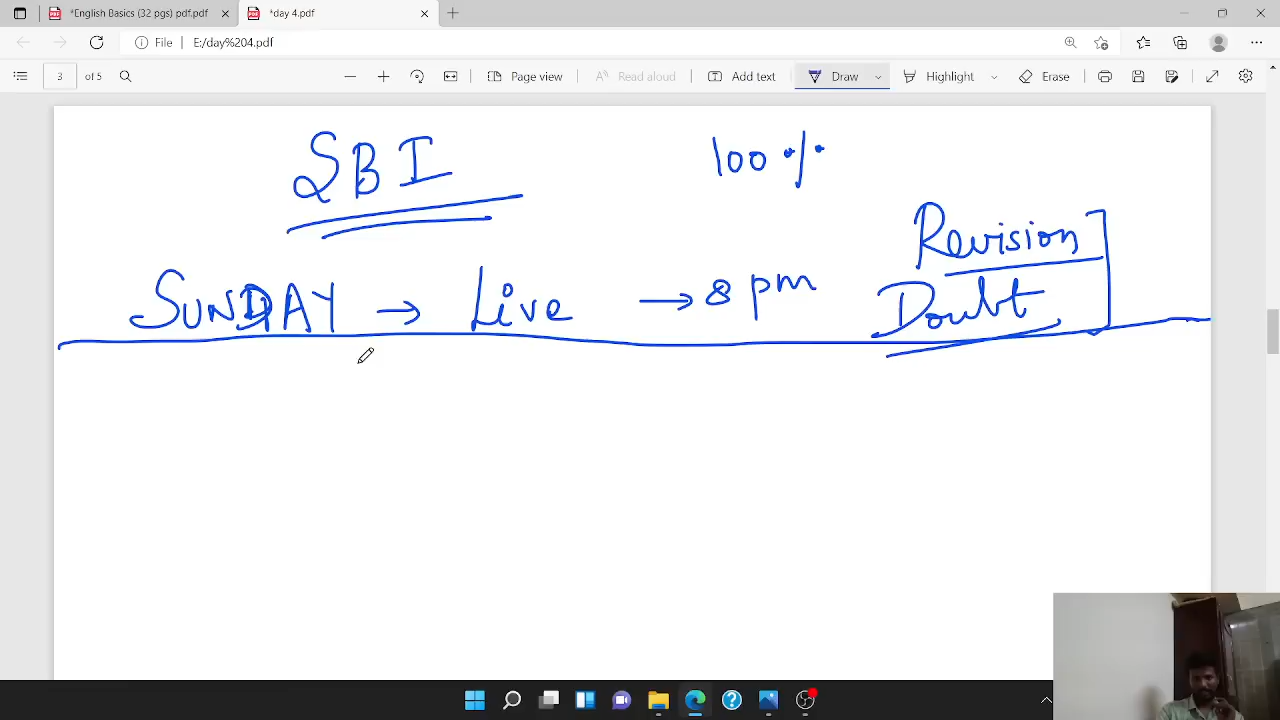 *English Basics (32 pgs) pdf.pdf
*day 4.pdf
File E:/day%204.pdf
3 of 5 Page view Read aloud Add text Draw Highlight Erase
SBI 100 %
Revision
SUNDAY → Live → 8 pm Doubt